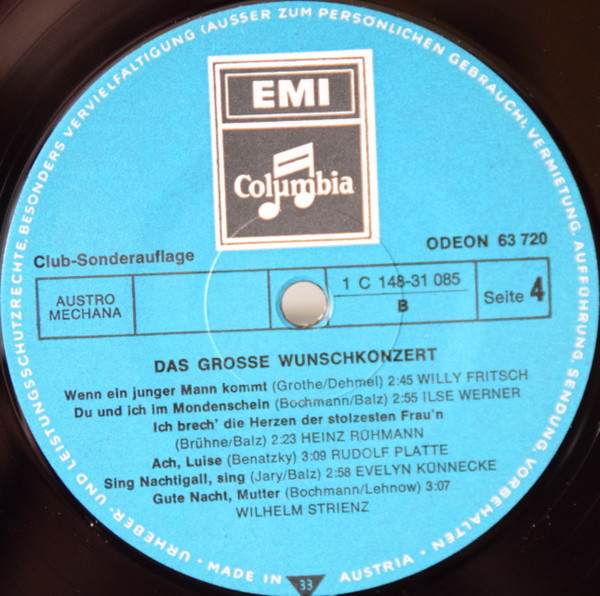 URHEBER- UND LEISTUNGSSCHUTZRECHTE, BESONDERS VERVIELFÄLTIGUNG (AUSSER ZUM PERSÖNLICHEN GEBRAUCH), VERMIETUNG, AUFFÜHRUNG, SENDUNG, VORBEHALTEN ·
EMI
Columbia
Club-Sonderauflage
ODEON 63 720
AUSTRO
MECHANA
1 C 148-31 085
B
Seite 4
DAS GROSSE WUNSCHKONZERT
Wenn ein junger Mann kommt (Grothe/Dehmel) 2:45 WILLY FRITSCH
Du und ich im Mondenschein (Bochmann/Balz) 2:55 ILSE WERNER
Ich brech' die Herzen der stolzesten Frau'n
(Brühne/Balz) 2:23 HEINZ RÜHMANN
Ach, Luise (Benatzky) 3:09 RUDOLF PLATTE
Sing Nachtigall, sing (Jary/Balz) 2:58 EVELYN KÜNNECKE
Gute Nacht, Mutter (Bochmann/Lehnow) 3:07
WILHELM STRIENZ
· MADE IN AUSTRIA ·
33